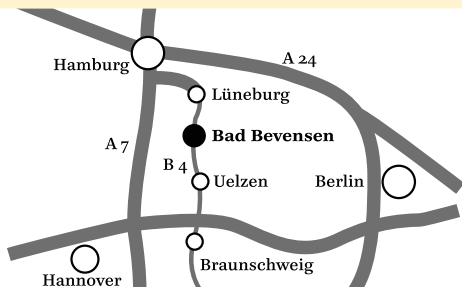 A 24
Hamburg
Lüneburg
Bad Bevensen
A 7
B 4
Uelzen
Berlin
Braunschweig
Hannover